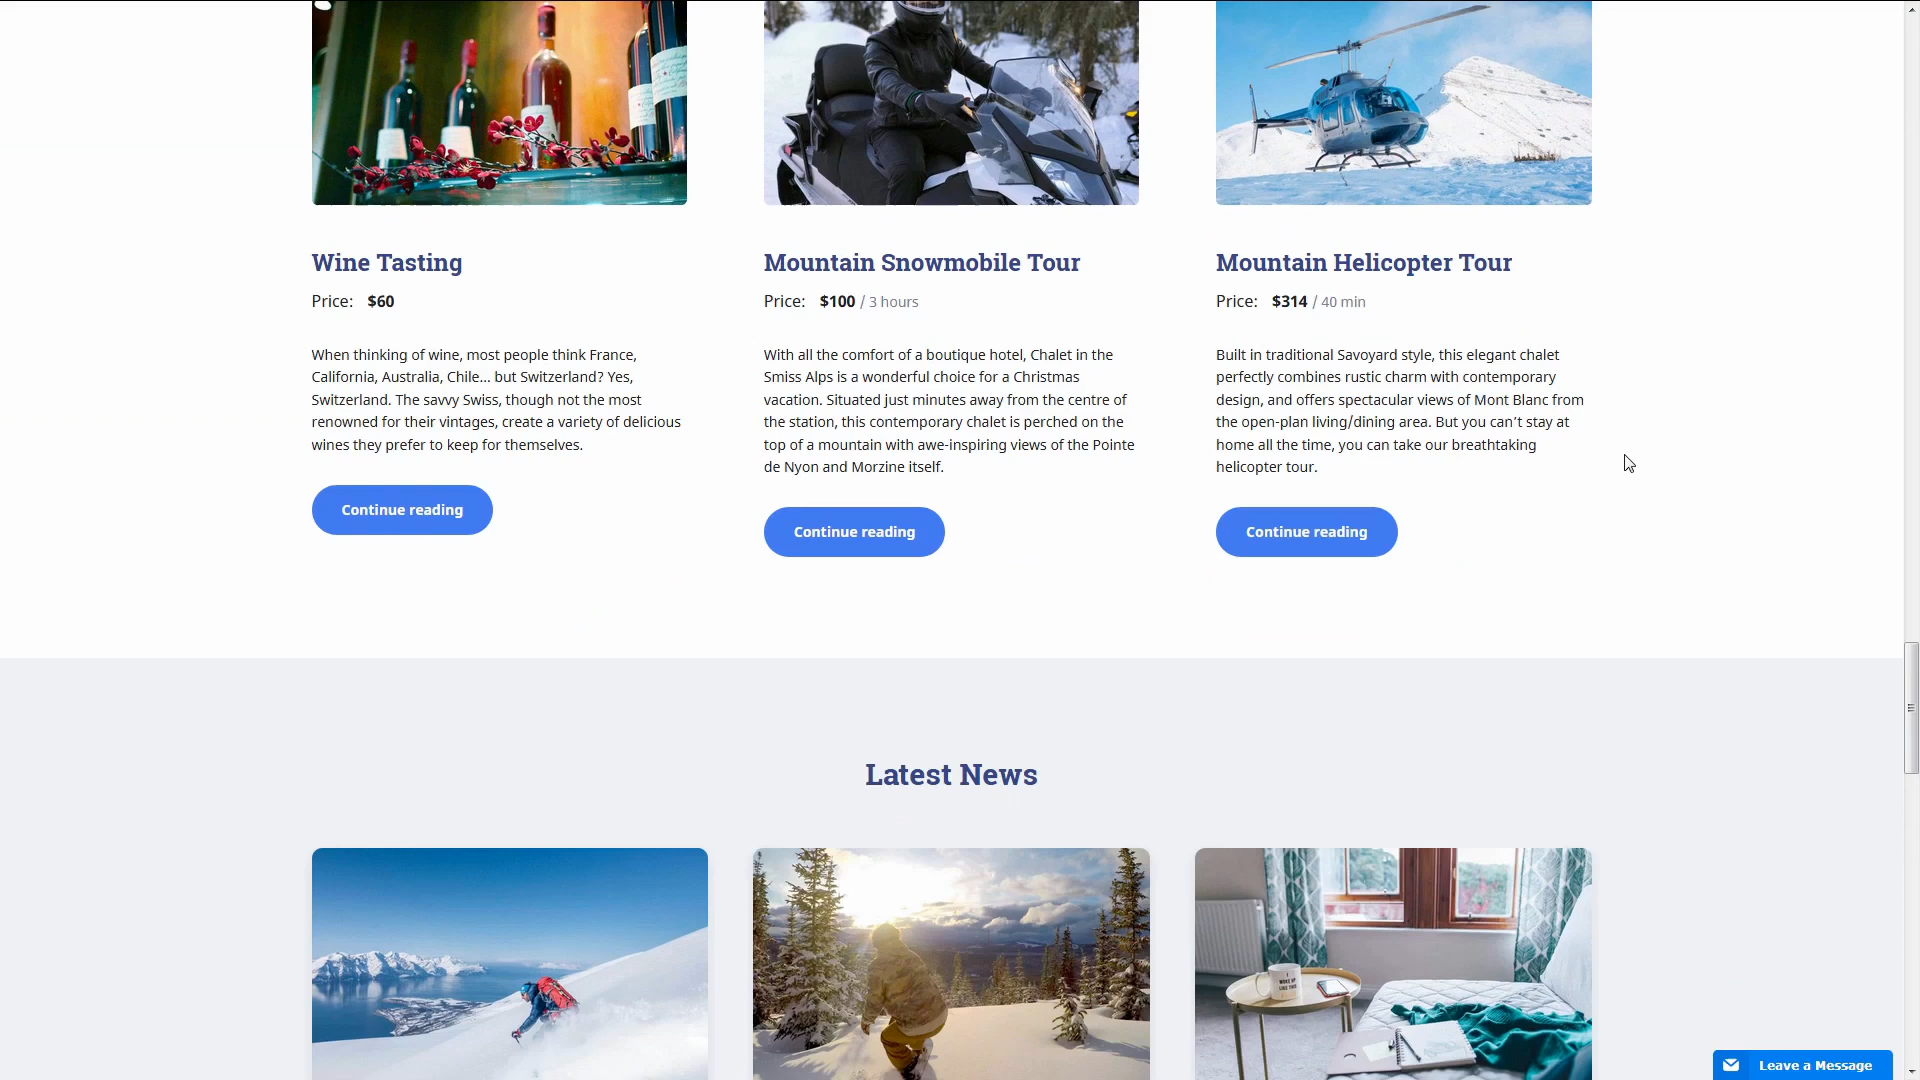 Wine Tasting
Price: $60
When thinking of wine, most people think France,
California, Australia, Chile... but Switzerland? Yes,
Switzerland. The savvy Swiss, though not the most
renowned for their vintages, create a variety of delicious
wines they prefer to keep for themselves.
Continue reading
Mountain Snowmobile Tour
Price: $100 / 3 hours
With all the comfort of a boutique hotel, Chalet in the
Smiss Alps is a wonderful choice for a Christmas
vacation. Situated just minutes away from the centre of
the station, this contemporary chalet is perched on the
top of a mountain with awe-inspiring views of the Pointe
de Nyon and Morzine itself.
Continue reading
Mountain Helicopter Tour
Price: $314 / 40 min
Built in traditional Savoyard style, this elegant chalet
perfectly combines rustic charm with contemporary
design, and offers spectacular views of Mont Blanc from
the open-plan living/dining area. But you can't stay at
home all the time, you can take our breathtaking
helicopter tour.
Continue reading
Latest News
I
WOKE UP
LIKE THIS
Leave a Message